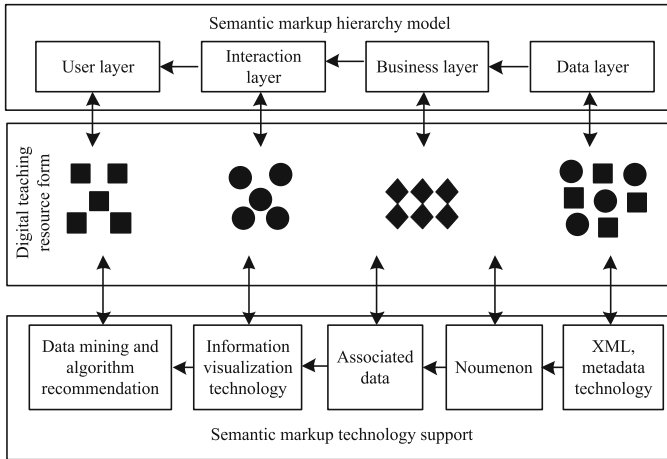 Semantic markup hierarchy model
User layer
Interaction
layer
Business layer
Data layer
Digital teaching
resource form
Data mining and
algorithm
recommendation
Information
visualization
technology
Associated
data
Noumenon
XML,
metadata
technology
Semantic markup technology support